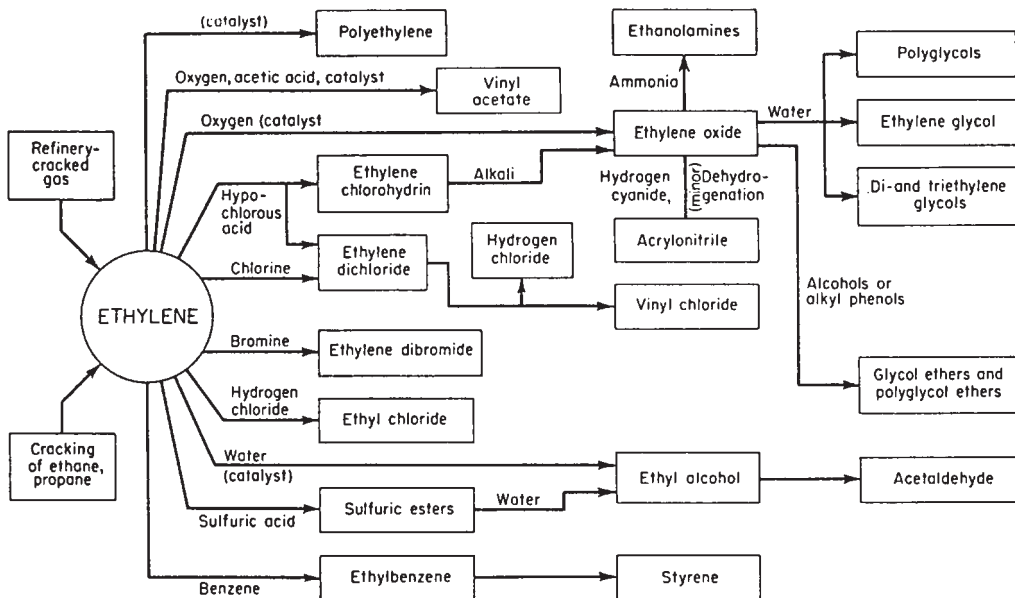 (catalyst)
Polyethylene
Oxygen, acetic acid, catalyst
Vinyl
acetate
Oxygen (catalyst
Ethanolamines
Ammonia
Ethylene oxide
Water
Polyglycols
Ethylene glycol
Di-and triethylene
glycols
Refinery-
cracked
gas
Hypo-
chlorous
acid
Ethylene
chlorohydrin
Alkali
Hydrogen
cyanide,
(minor)
Dehydro-
genation
Acrylonitrile
Chlorine
Ethylene
dichloride
Hydrogen
chloride
Vinyl chloride
Alcohols or
alkyl phenols
ETHYLENE
Bromine
Ethylene dibromide
Glycol ethers and
polyglycol ethers
Hydrogen
chloride
Ethyl chloride
Cracking
of ethane,
propane
Water
(catalyst)
Ethyl alcohol
Acetaldehyde
Sulfuric acid
Sulfuric esters
Water
Benzene
Ethylbenzene
Styrene